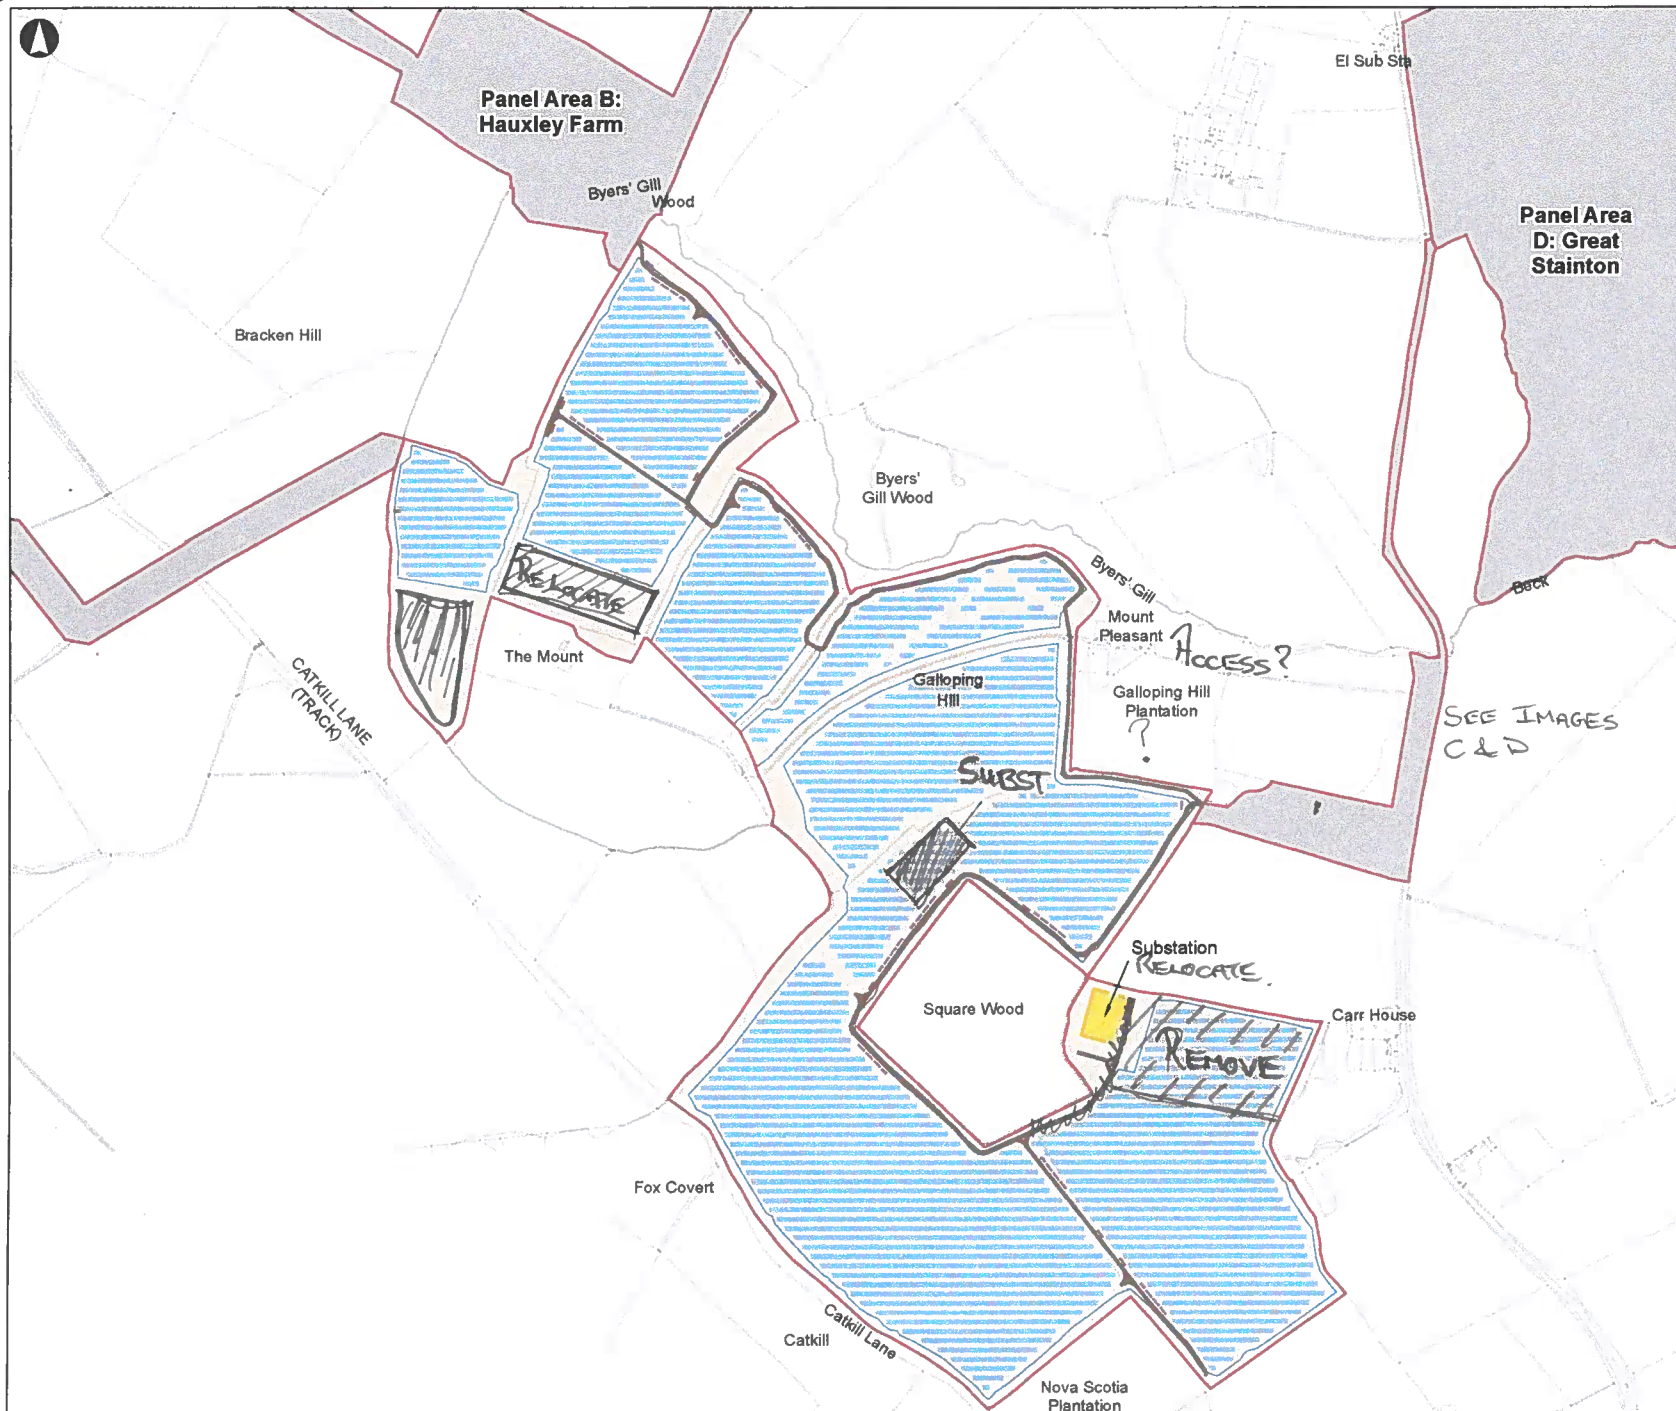 El Sub Sta
Panel Area B:
Hauxley Farm
Byers' Gill
Wood
Panel Area
D: Great
Stainton
Bracken Hill
Byers'
Gill Wood
Byers' Gill
Beck
RELOCATE
Mount
Pleasant
ACCESS?
The Mount
CATKILL LANE
(TRACK)
Galloping
Hill
Galloping Hill
Plantation
?
SEE IMAGES
C & D
SUBST
Substation
RELOCATE.
Square Wood
Carr House
REMOVE
Fox Covert
Catkill Lane
Catkill
Nova Scotia
Plantation